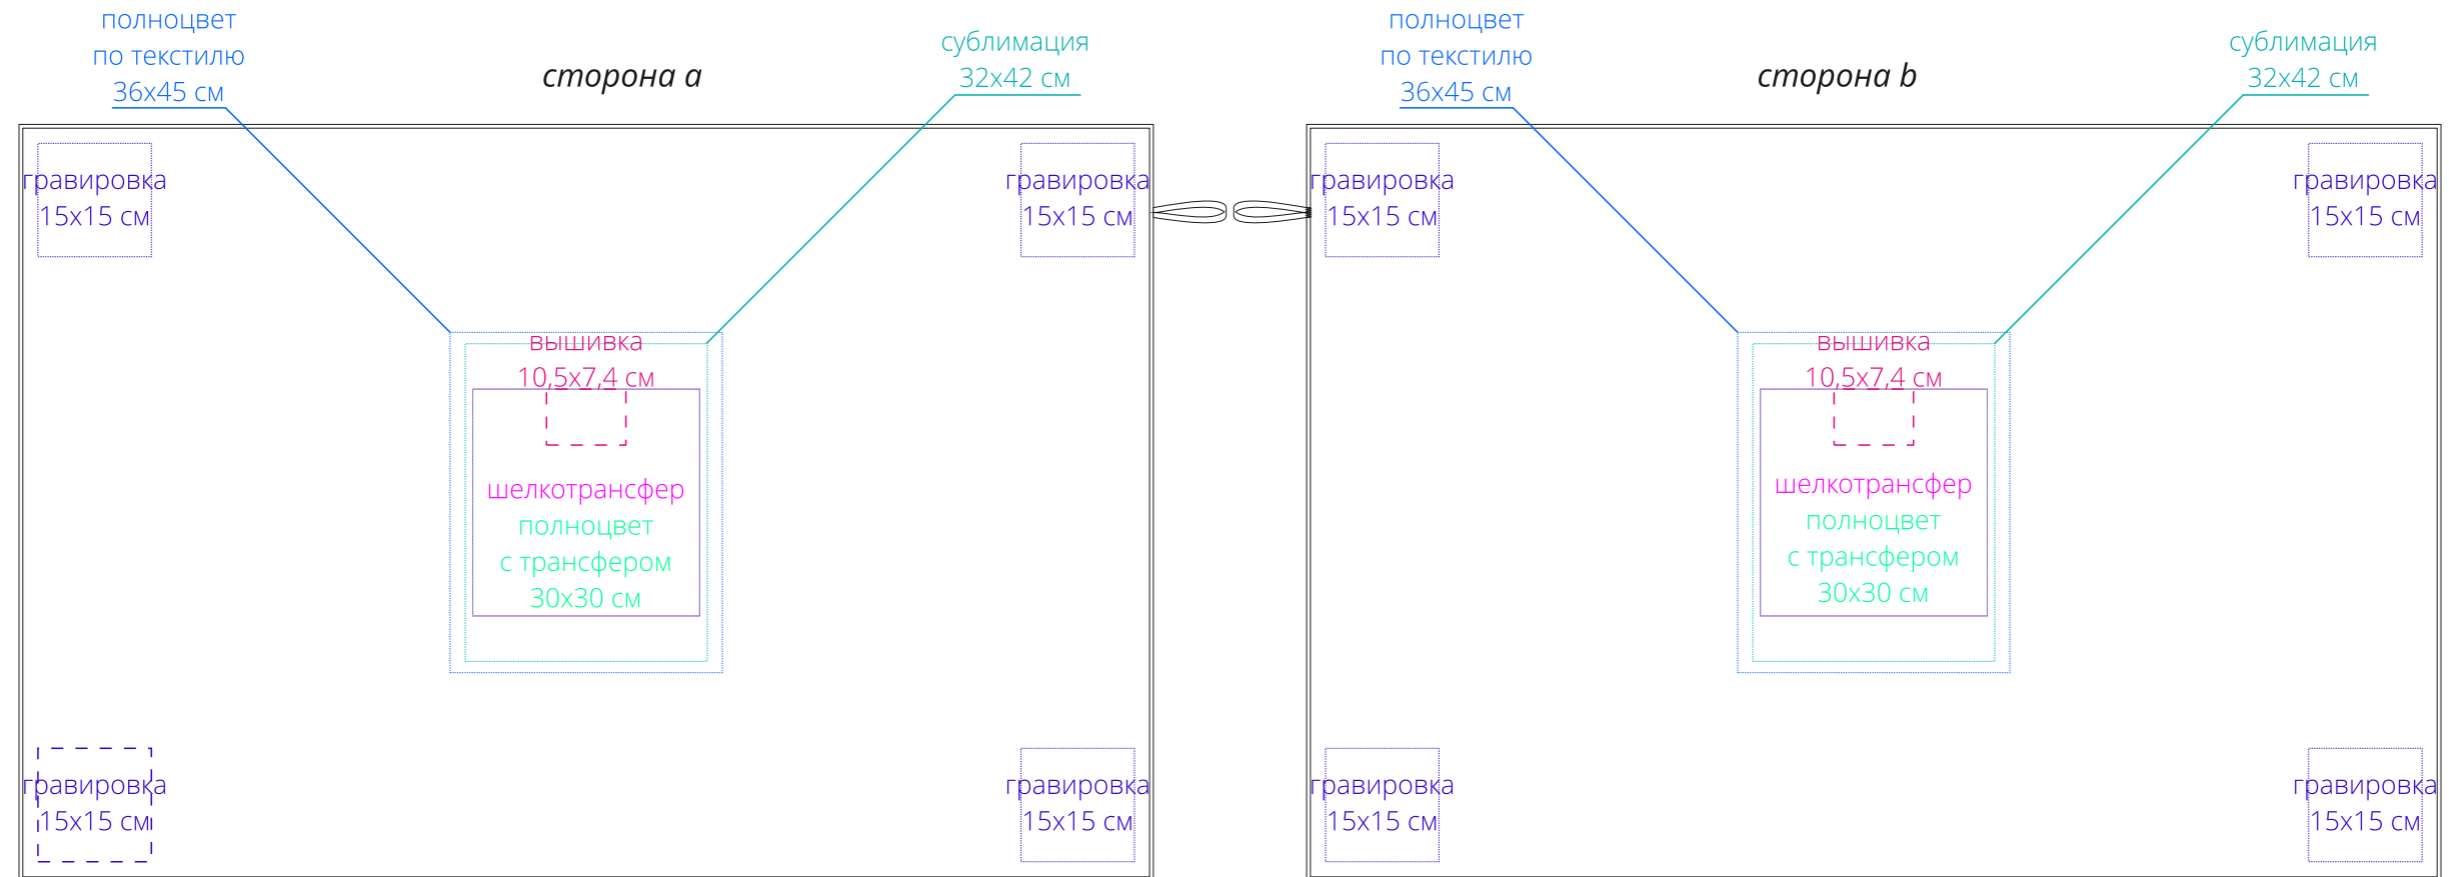 полноцвет
по текстилю
36х45 см
сторона a
сублимация
32х42 см
гравировка
15х15 см
гравировка
15х15 см
вышивка
10,5х7,4 см
шелкотрансфер
полноцвет
с трансфером
30х30 см
гравировка
15х15 см
гравировка
15х15 см
полноцвет
по текстилю
36х45 см
сторона b
сублимация
32х42 см
гравировка
15х15 см
гравировка
15х15 см
вышивка
10,5х7,4 см
шелкотрансфер
полноцвет
с трансфером
30х30 см
гравировка
15х15 см
гравировка
15х15 см